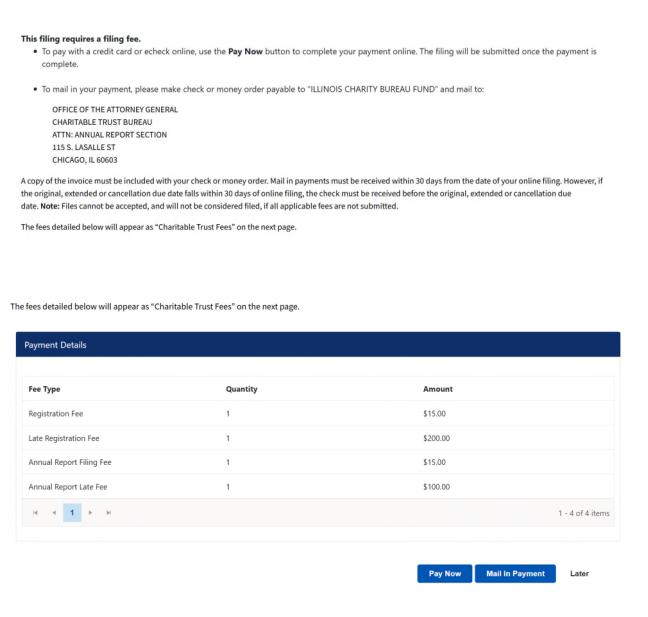 This filing requires a filing fee.
• To pay with a credit card or echeck online, use the Pay Now button to complete your payment online. The filing will be submitted once the payment is
complete.
• To mail in your payment, please make check or money order payable to "ILLINOIS CHARITY BUREAU FUND" and mail to:
OFFICE OF THE ATTORNEY GENERAL
CHARITABLE TRUST BUREAU
ATTN: ANNUAL REPORT SECTION
115 S. LASALLE ST
CHICAGO, IL 60603
A copy of the invoice must be included with your check or money order. Mail in payments must be received within 30 days from the date of your online filing. However, if
the original, extended or cancellation due date falls within 30 days of online filing, the check must be received before the original, extended or cancellation due
date. Note: Files cannot be accepted, and will not be considered filed, if all applicable fees are not submitted.
The fees detailed below will appear as "Charitable Trust Fees" on the next page.
The fees detailed below will appear as "Charitable Trust Fees" on the next page.
Payment Details
Fee Type Quantity Amount
Registration Fee 1 $15.00
Late Registration Fee 1 $200.00
Annual Report Filing Fee 1 $15.00
Annual Report Late Fee 1 $100.00
1 1 - 4 of 4 items
Pay Now Mail In Payment Later